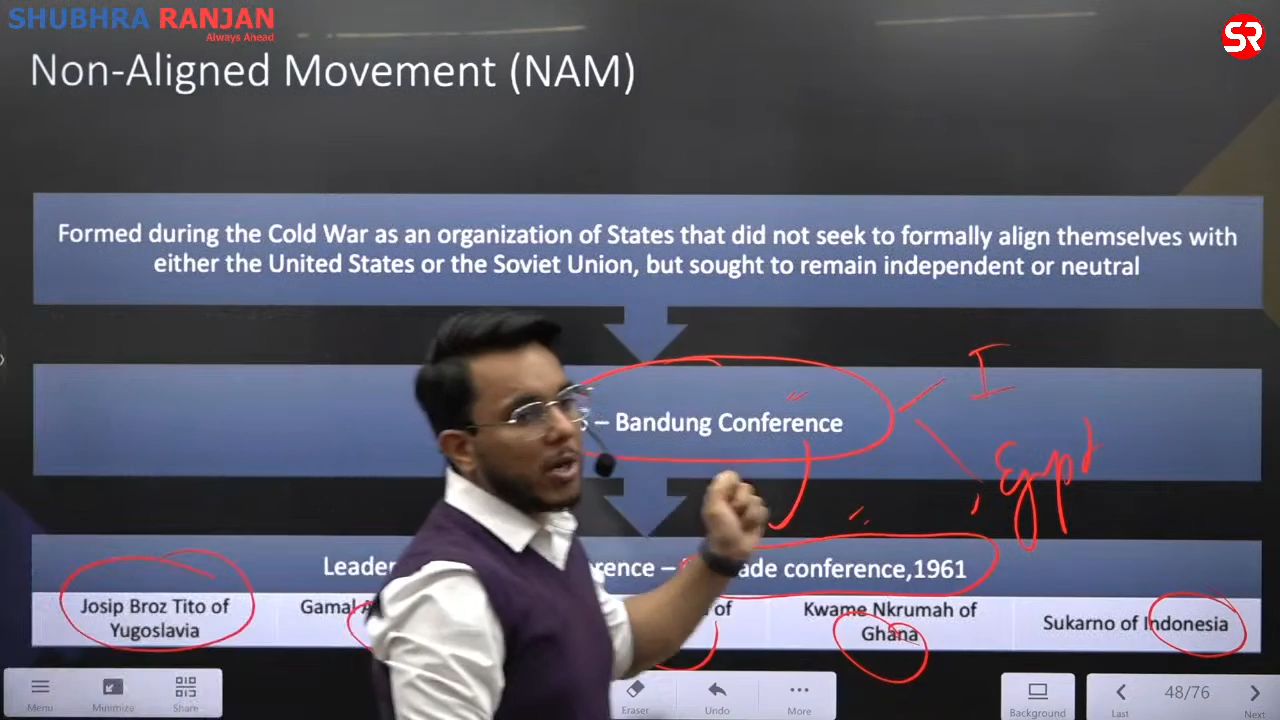 SHUBHRA RANJAN
Always Ahead
SR
Non-Aligned Movement (NAM)
Formed during the Cold War as an organization of States that did not seek to formally align themselves with
either the United States or the Soviet Union, but sought to remain independent or neutral
– Bandung Conference
I
Egypt
conference,1961
Josip Broz Tito of
Yugoslavia
Gamal
of
Kwame Nkrumah of
Ghana
Sukarno of Indonesia
Menu
Minimize
Share
Eraser
Undo
More
Background
Last
48/76
Next